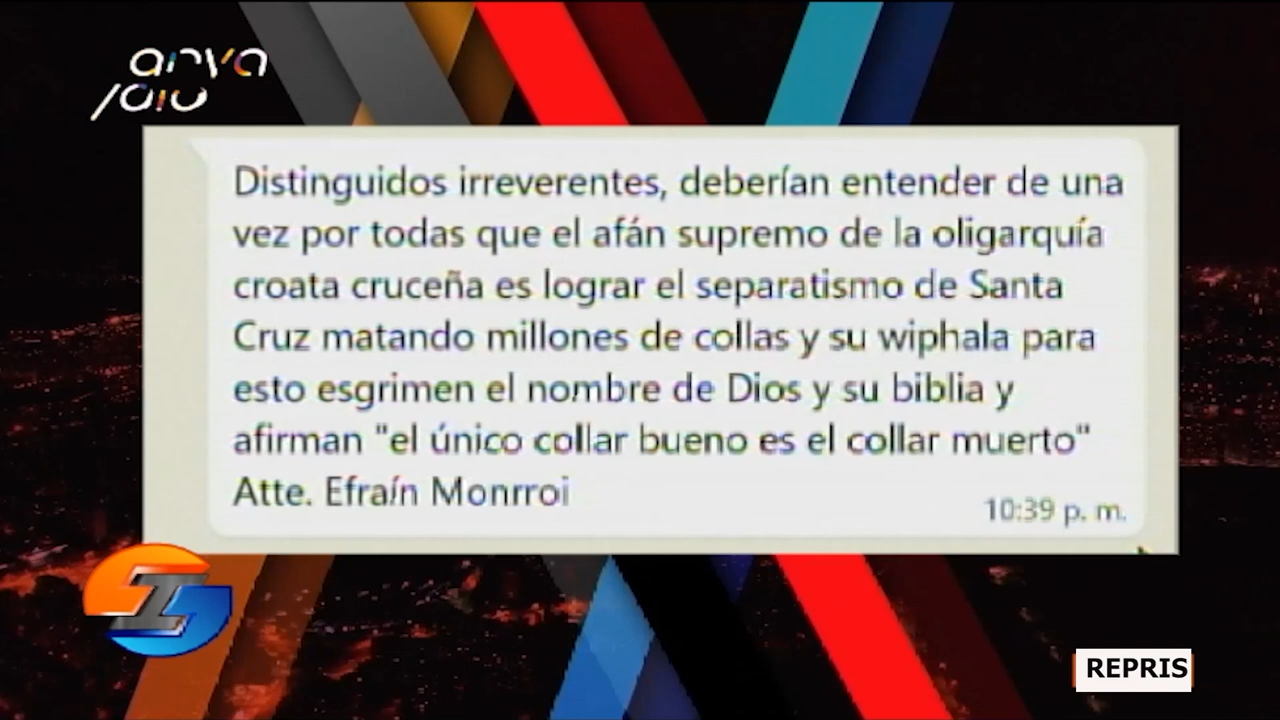 Distinguidos irreverentes, deberían entender de una
vez por todas que el afán supremo de la oligarquía
croata cruceña es lograr el separatismo de Santa
Cruz matando millones de collas y su wiphala para
esto esgrimen el nombre de Dios y su biblia y
afirman "el único collar bueno es el collar muerto"
Atte. Efraín Monrroi
10:39 p. m.
REPRIS